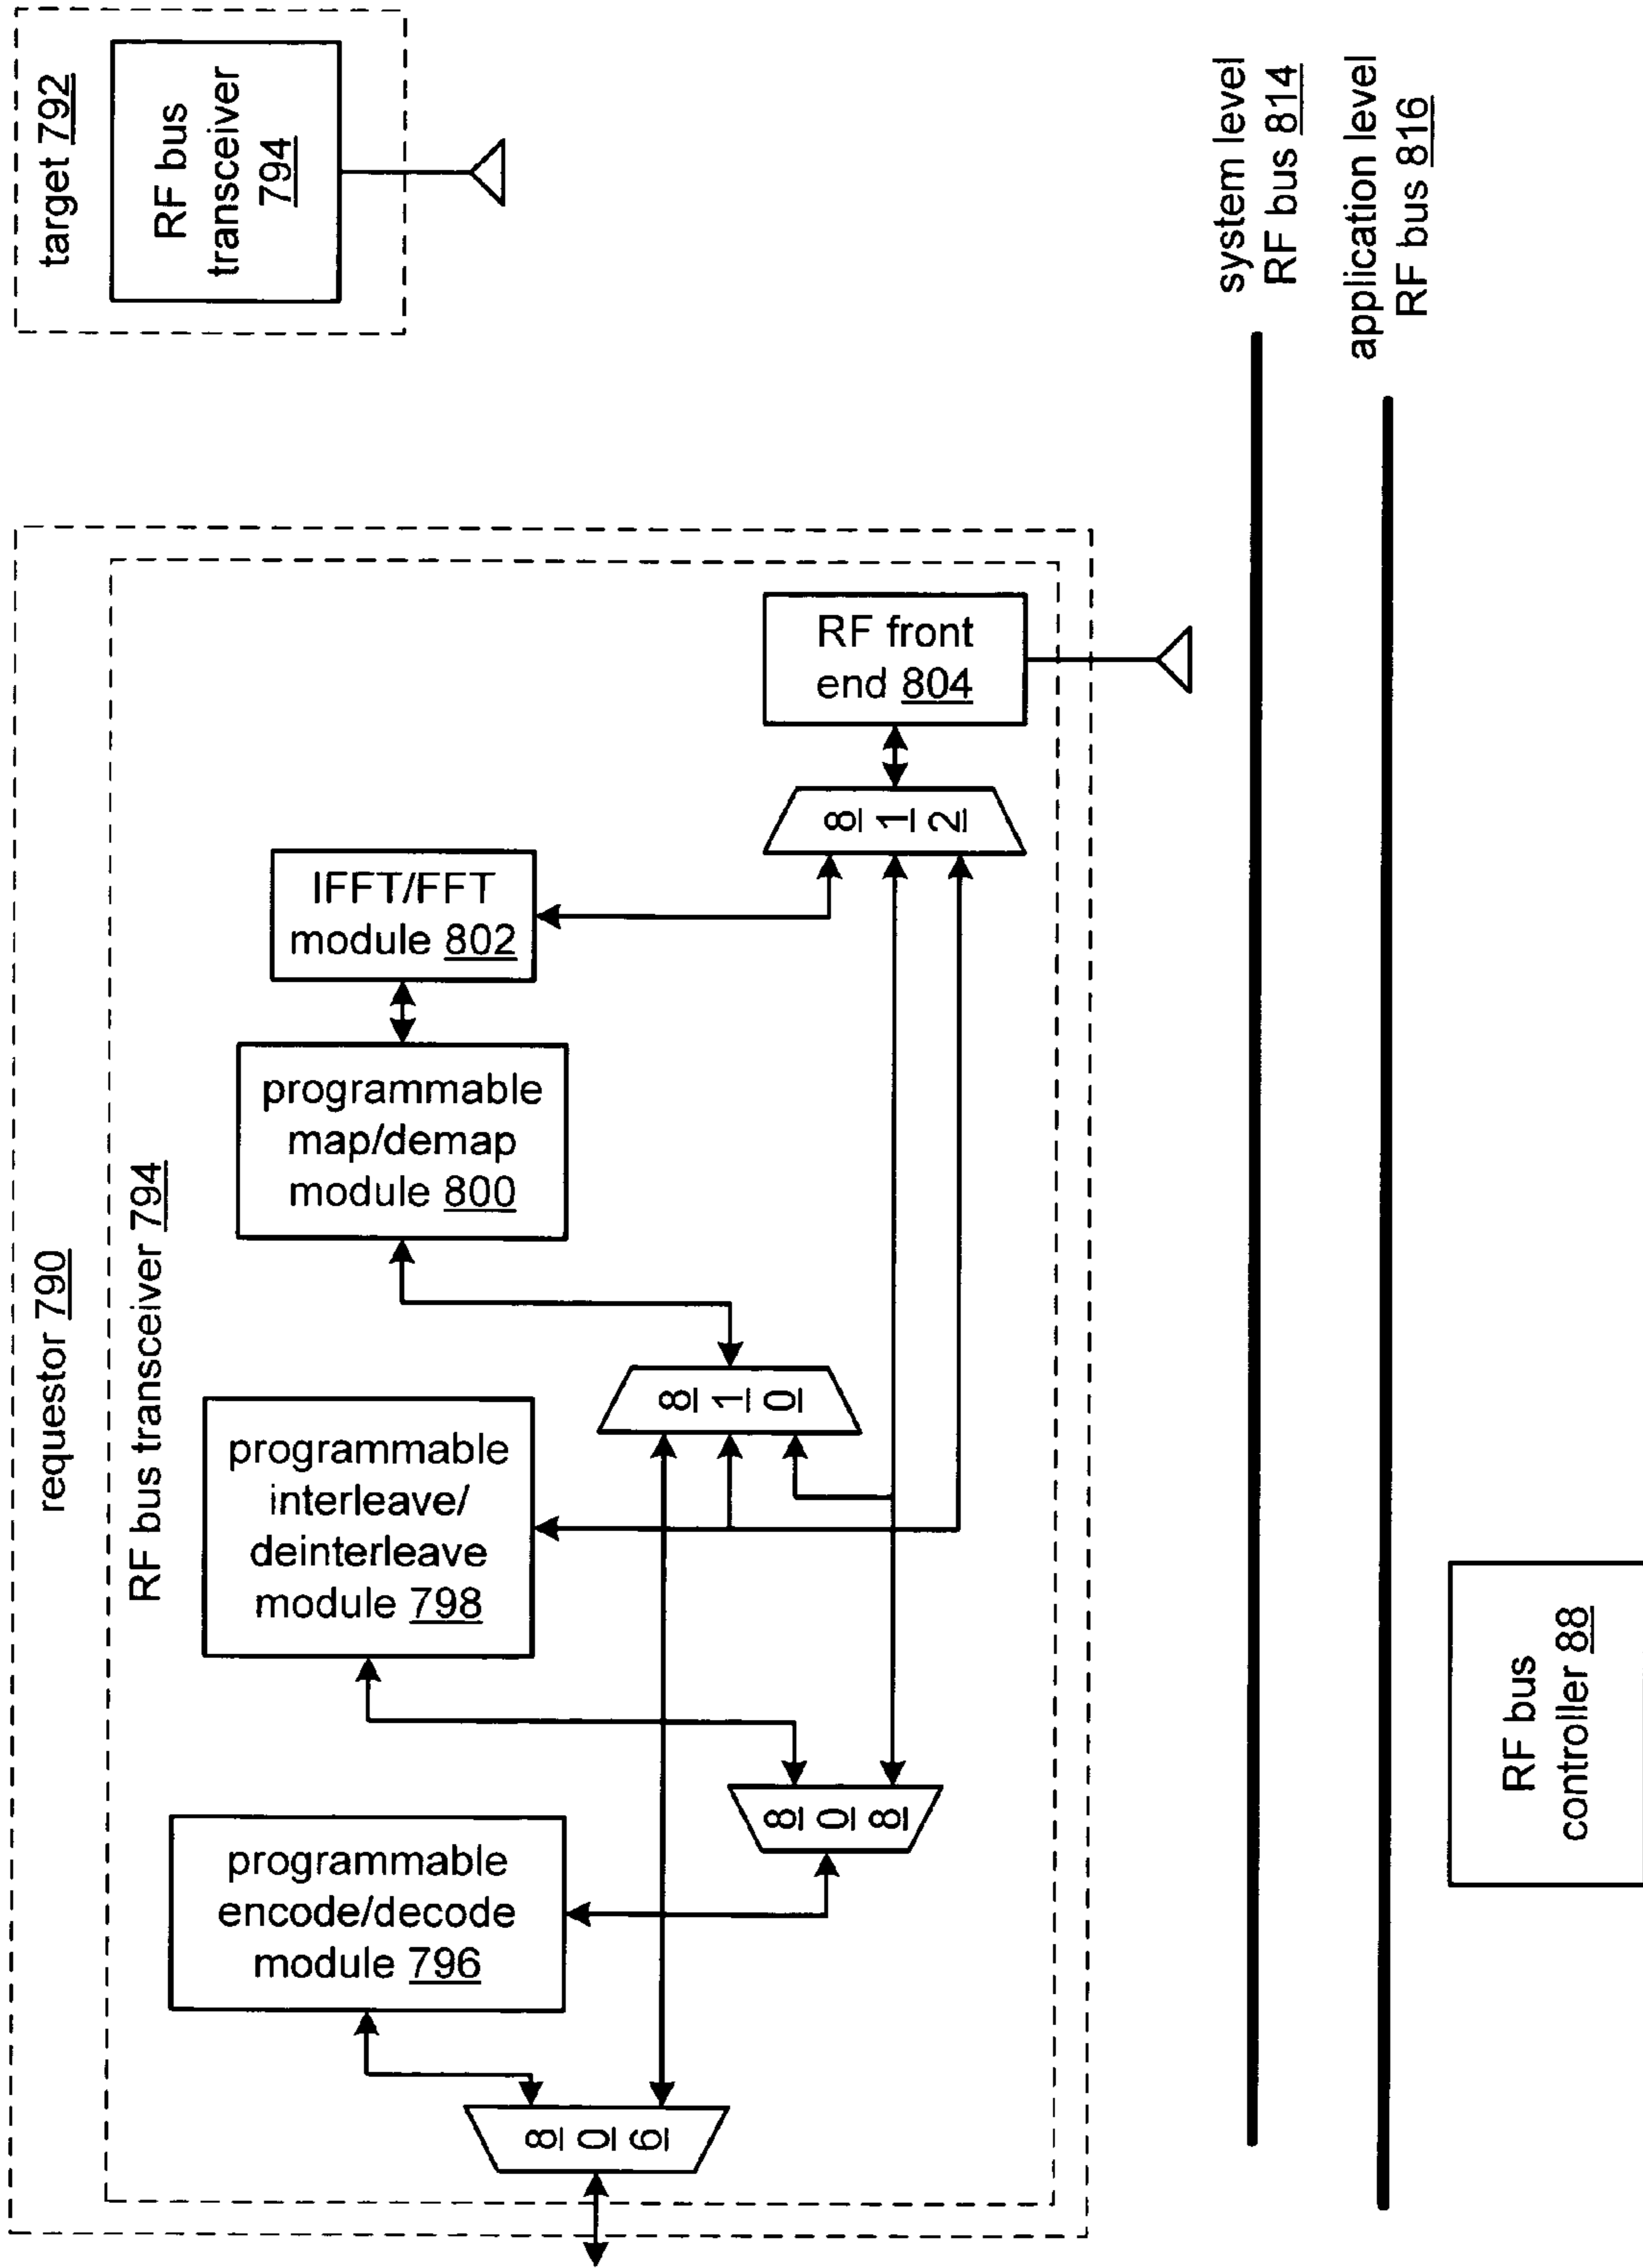 requestor 790
RF bus transceiver 794
programmable
encode/decode
module 796
programmable
interleave/
deinterleave
module 798
programmable
map/demap
module 800
IFFT/FFT
module 802
RF front
end 804
806
808
810
812
target 792
RF bus
transceiver
794
system level
RF bus 814
application level
RF bus 816
RF bus
controller 88